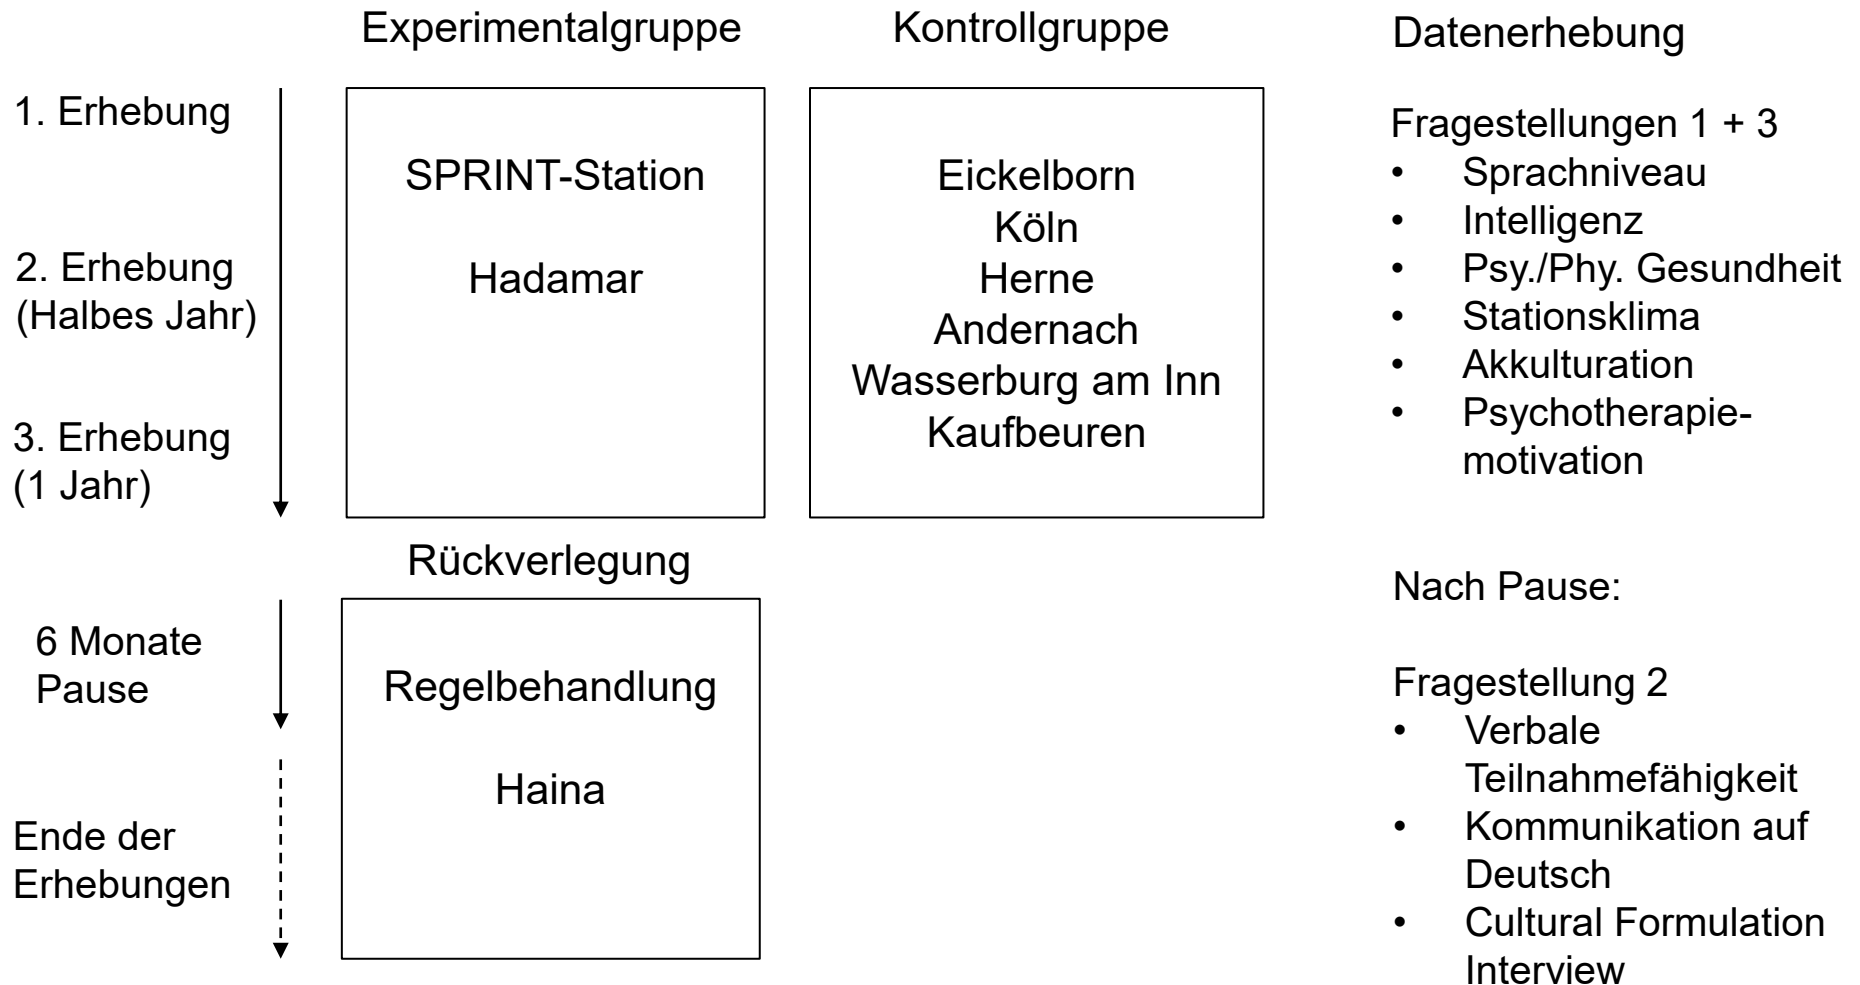 Experimentalgruppe
Kontrollgruppe
Datenerhebung
1. Erhebung
2. Erhebung
(Halbes Jahr)
3. Erhebung
(1 Jahr)
SPRINT-Station
Hadamar
Eickelborn
Köln
Herne
Andernach
Wasserburg am Inn
Kaufbeuren
Fragestellungen 1 + 3
• Sprachniveau
• Intelligenz
• Psy./Phy. Gesundheit
• Stationsklima
• Akkulturation
• Psychotherapie-
motivation
Rückverlegung
6 Monate
Pause
Ende der
Erhebungen
Regelbehandlung
Haina
Nach Pause:
Fragestellung 2
• Verbale
Teilnahmefähigkeit
• Kommunikation auf
Deutsch
• Cultural Formulation
Interview